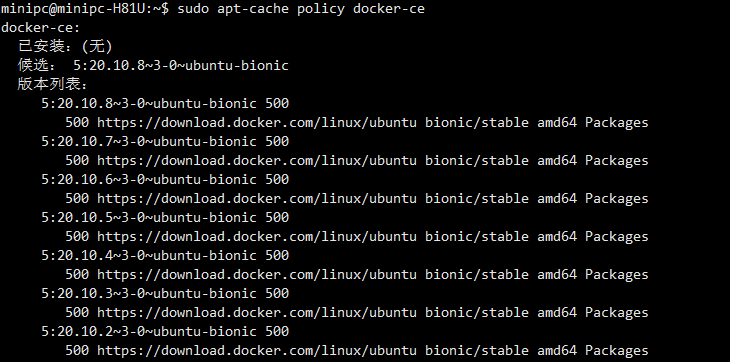 minipc@minipc-H81U:~$ sudo apt-cache policy docker-ce
docker-ce:
  已安装：(无)
  候选： 5:20.10.8~3-0~ubuntu-bionic
  版本列表：
     5:20.10.8~3-0~ubuntu-bionic 500
        500 https://download.docker.com/linux/ubuntu bionic/stable amd64 Packages
     5:20.10.7~3-0~ubuntu-bionic 500
        500 https://download.docker.com/linux/ubuntu bionic/stable amd64 Packages
     5:20.10.6~3-0~ubuntu-bionic 500
        500 https://download.docker.com/linux/ubuntu bionic/stable amd64 Packages
     5:20.10.5~3-0~ubuntu-bionic 500
        500 https://download.docker.com/linux/ubuntu bionic/stable amd64 Packages
     5:20.10.4~3-0~ubuntu-bionic 500
        500 https://download.docker.com/linux/ubuntu bionic/stable amd64 Packages
     5:20.10.3~3-0~ubuntu-bionic 500
        500 https://download.docker.com/linux/ubuntu bionic/stable amd64 Packages
     5:20.10.2~3-0~ubuntu-bionic 500
        500 https://download.docker.com/linux/ubuntu bionic/stable amd64 Packages